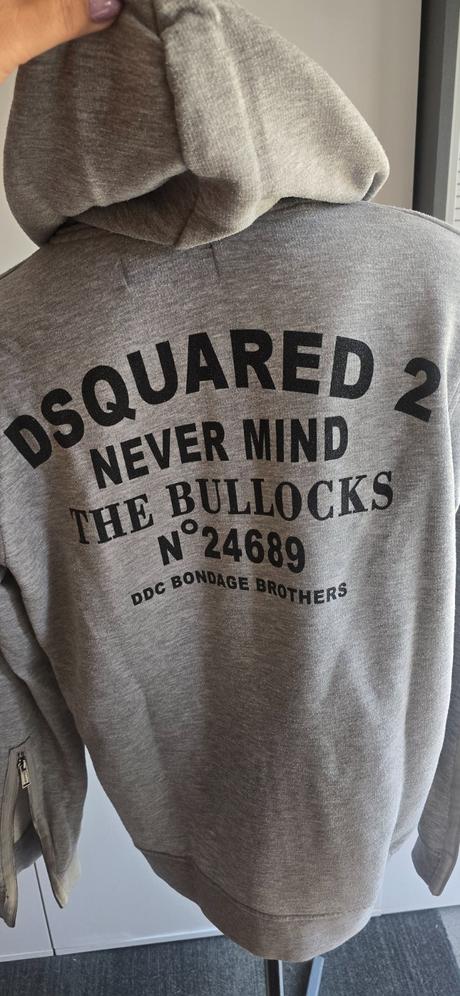 DSQUARED 2
NEVER MIND
THE BULLOCKS
N°24689
DDC BONDAGE BROTHERS